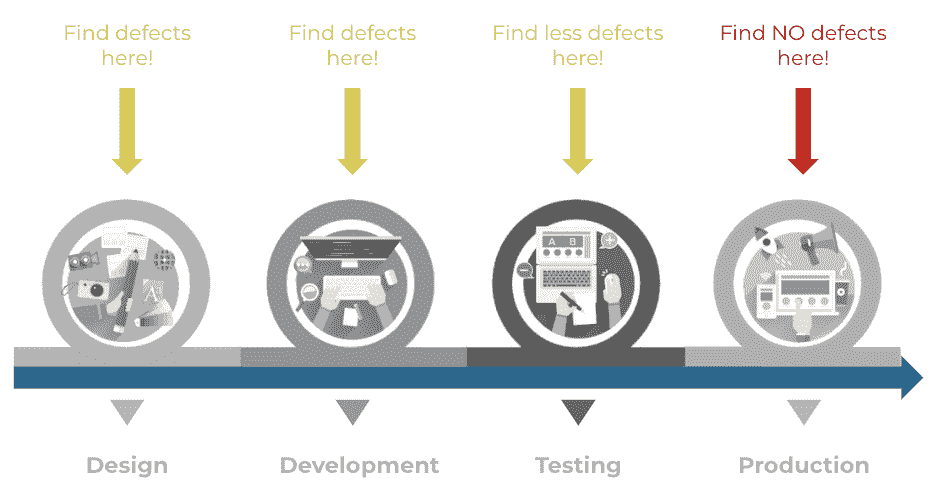 Find defects
here!
Find defects
here!
Find less defects
here!
Find NO defects
here!
A B
Design
Development
Testing
Production